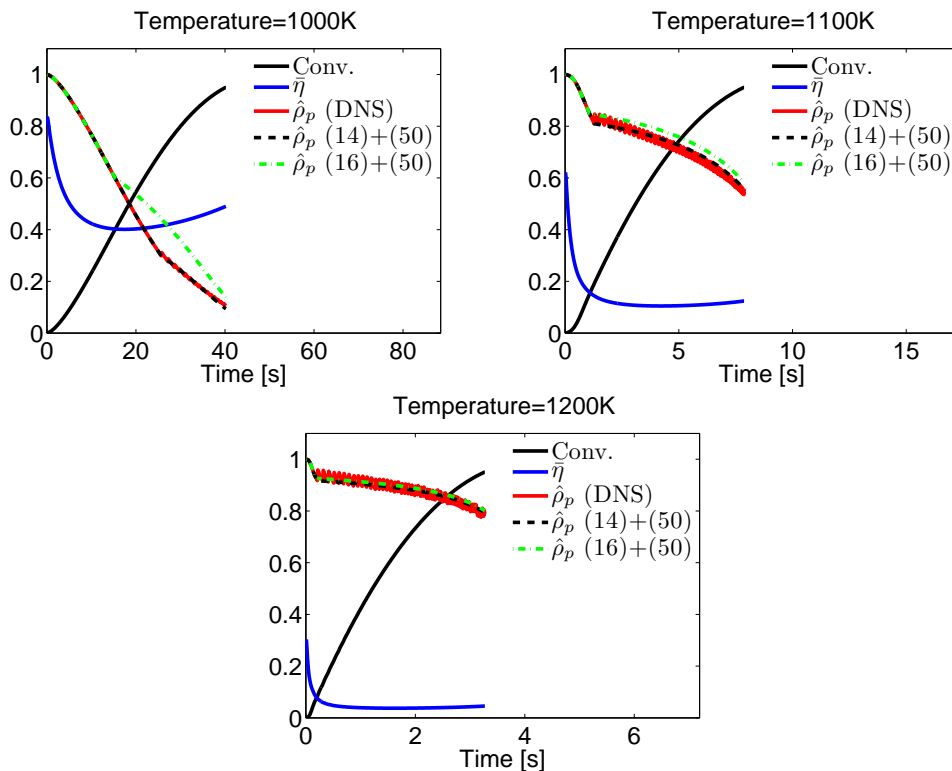 Temperature=1000K
1
0.8
0.6
0.4
0.2
0
0 20 40 60 80
Time [s]
Conv.
η̄
ρ̂p (DNS)
ρ̂p (14)+(50)
ρ̂p (16)+(50)
Temperature=1100K
1
0.8
0.6
0.4
0.2
0
0 5 10 15
Time [s]
Conv.
η̄
ρ̂p (DNS)
ρ̂p (14)+(50)
ρ̂p (16)+(50)
Temperature=1200K
1
0.8
0.6
0.4
0.2
0
0 2 4 6
Time [s]
Conv.
η̄
ρ̂p (DNS)
ρ̂p (14)+(50)
ρ̂p (16)+(50)